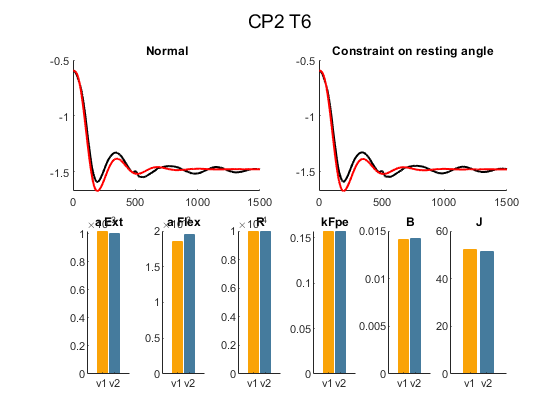 CP2 T6
Normal
Constraint on resting angle
-0.5
-1
-1.5
0 500 1000 1500
-0.5
-1
-1.5
0 500 1000 1500
a Ext
a Flex
R
kFpe
B
J
1
0.8
0.6
0.4
0.2
0
v1 v2
2
1.5
1
0.5
0
v1 v2
1
0.8
0.6
0.4
0.2
0
v1 v2
0.15
0.1
0.05
0
v1 v2
0.015
0.01
0.005
0
v1 v2
60
40
20
0
v1 v2